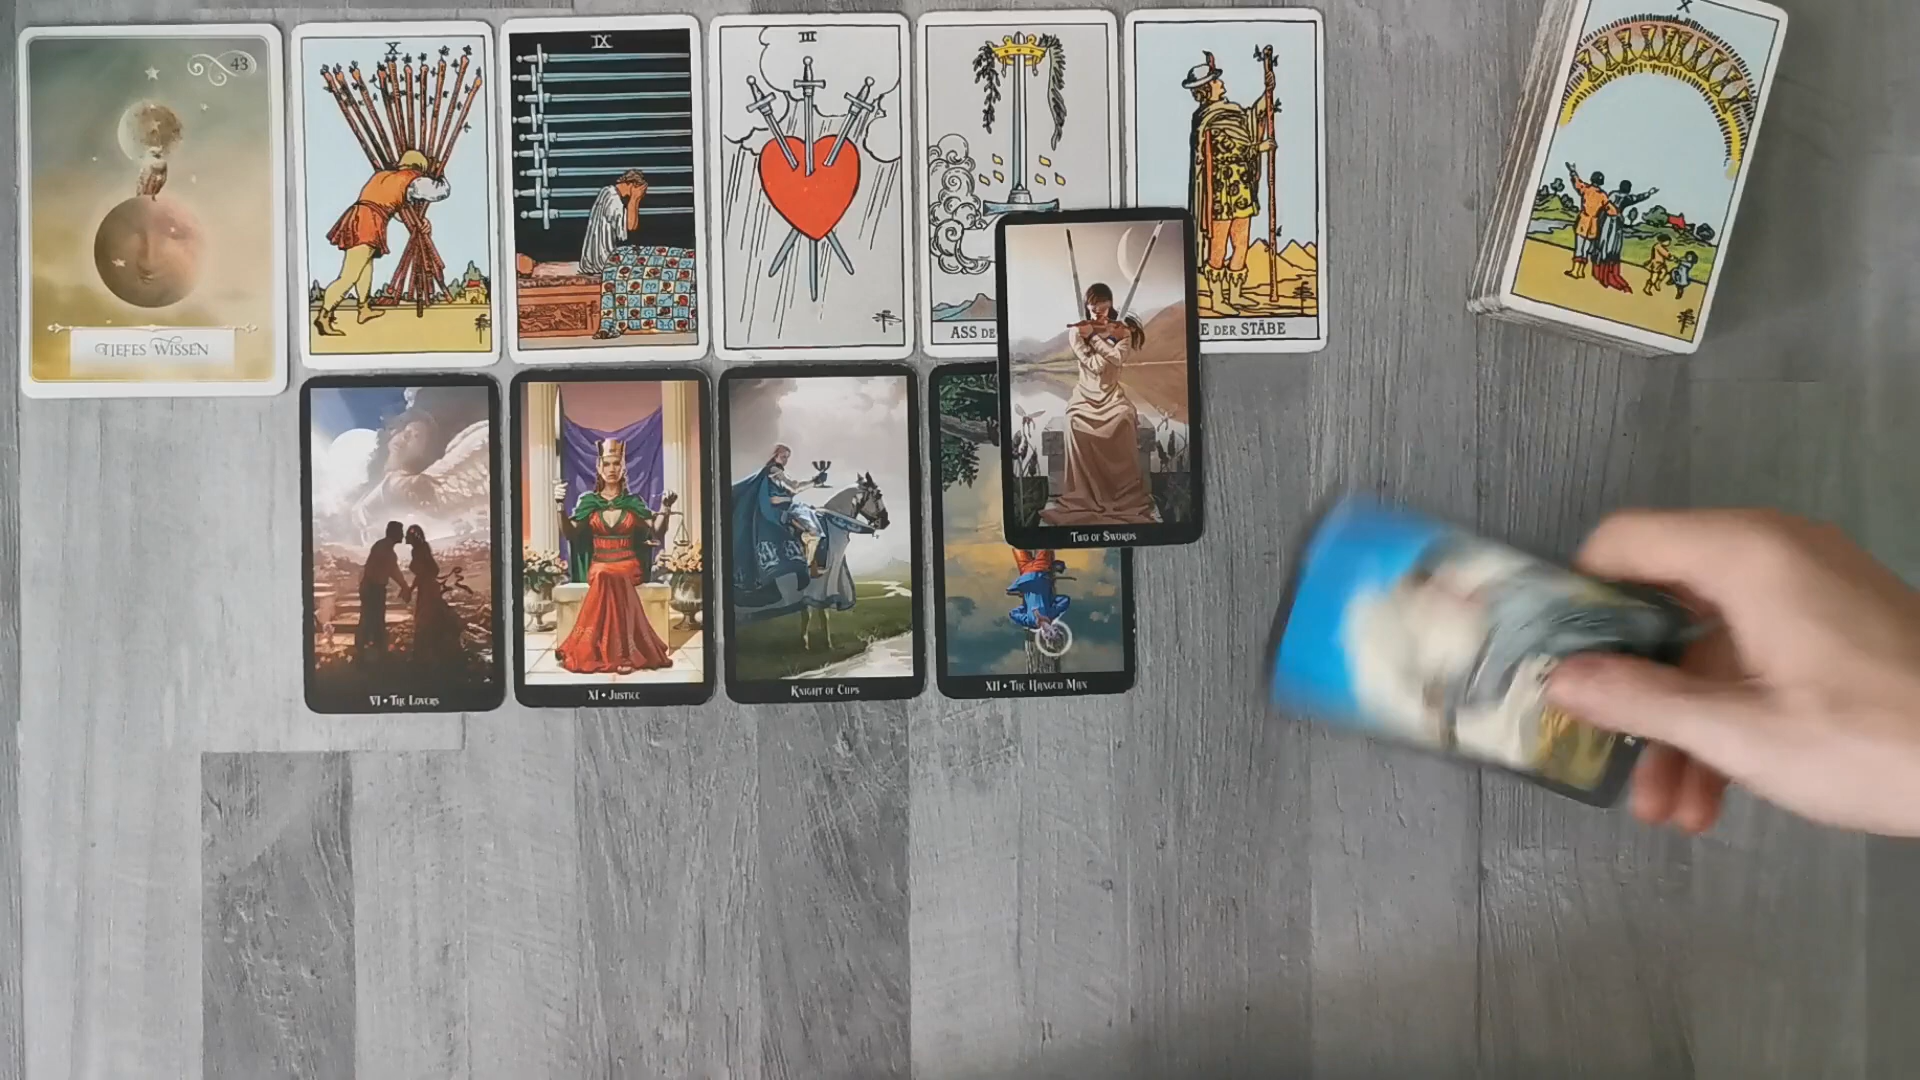 43
TIEFES WISSEN
X
IX
III
ASS DE
E DER STÄBE
X
TWO OF SWORDS
VI • THE LOVERS
XI • JUSTICE
KNIGHT OF CUPS
XII • THE HANGED MAN